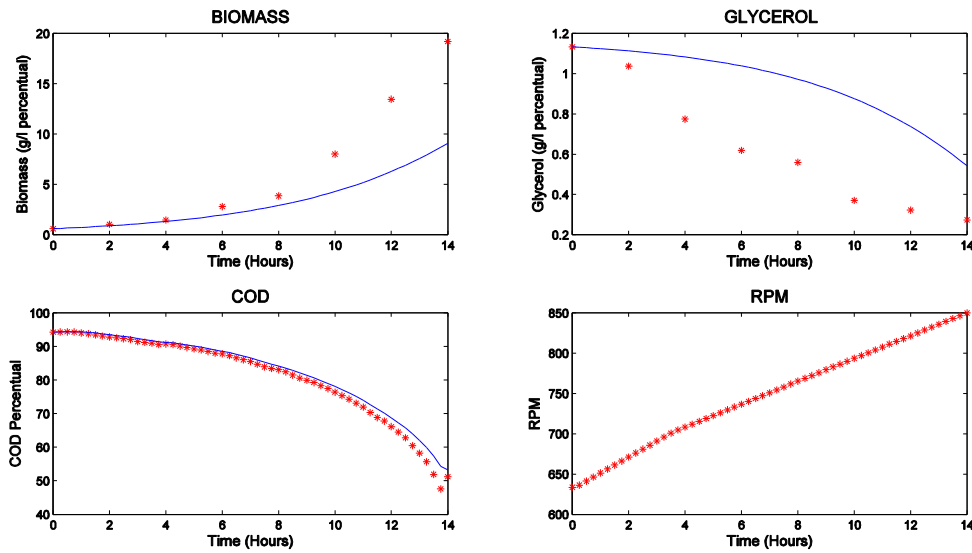 BIOMASS
20
15
10
5
0
Biomass (g/l percentual)
0 2 4 6 8 10 12 14
Time (Hours)
GLYCEROL
1.2
1
0.8
0.6
0.4
0.2
Glycerol (g/l percentual)
0 2 4 6 8 10 12 14
Time (Hours)
COD
100
90
80
70
60
50
40
COD Percentual
0 2 4 6 8 10 12 14
Time (Hours)
RPM
850
800
750
700
650
600
RPM
0 2 4 6 8 10 12 14
Time (Hours)